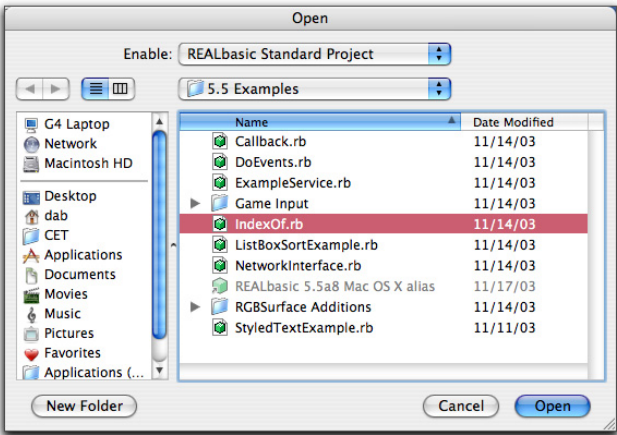 Open
Enable: REALbasic Standard Project
5.5 Examples
G4 Laptop
Network
Macintosh HD
Desktop
dab
CET
Applications
Documents
Movies
Music
Pictures
Favorites
Applications (...
Name Date Modified
Callback.rb 11/14/03
DoEvents.rb 11/14/03
ExampleService.rb 11/14/03
Game Input 11/14/03
IndexOf.rb 11/14/03
ListBoxSortExample.rb 11/14/03
NetworkInterface.rb 11/14/03
REALbasic 5.5a8 Mac OS X alias 11/17/03
RGBSurface Additions 11/14/03
StyledTextExample.rb 11/11/03
New Folder Cancel Open